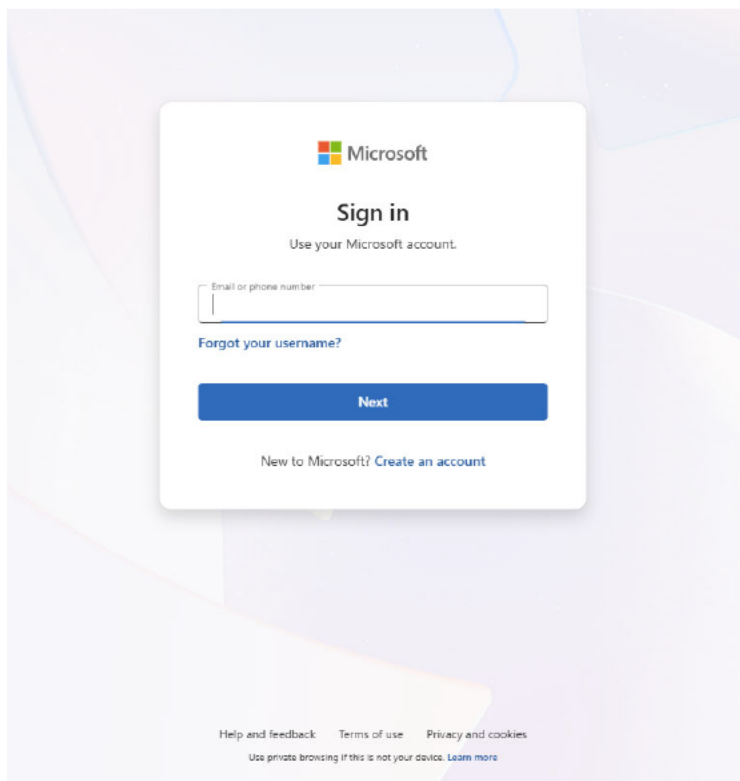 Microsoft
Sign in
Use your Microsoft account.
Email or phone number
Forgot your username?
Next
New to Microsoft? Create an account
Help and feedback Terms of use Privacy and cookies
Use private browsing if this is not your device. Learn more